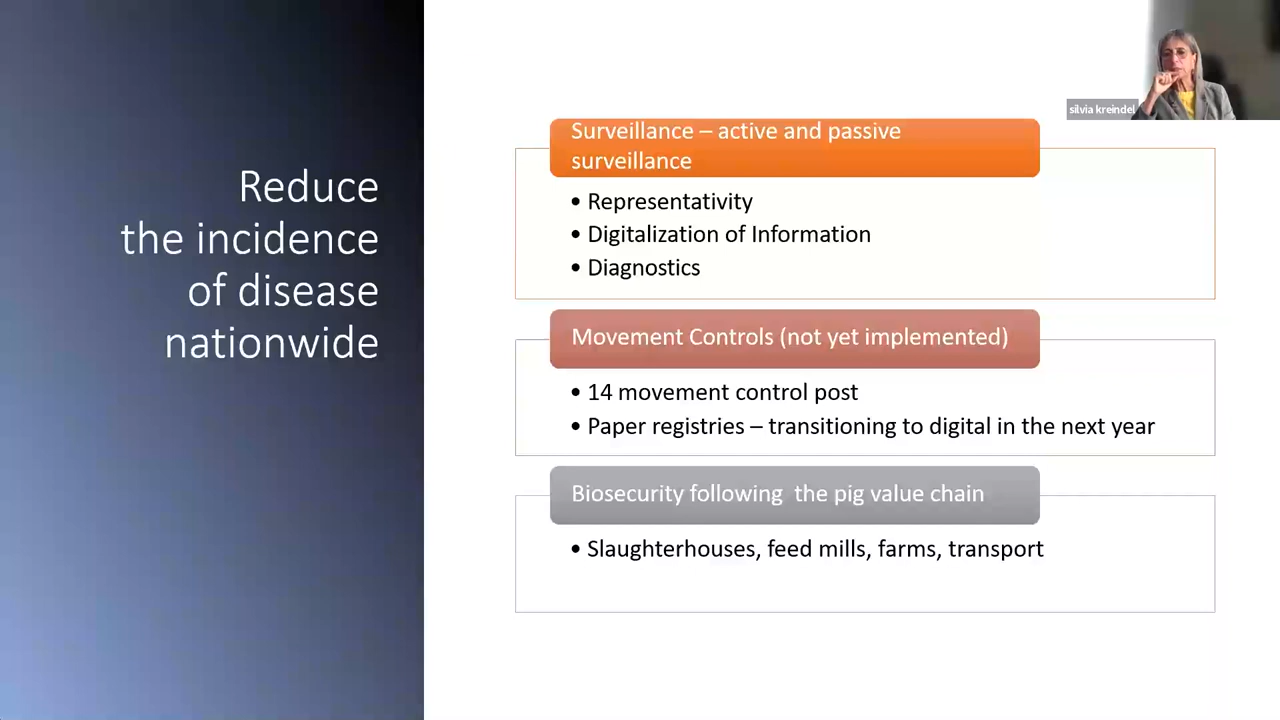 Reduce
the incidence
of disease
nationwide
silvia kreindel
Surveillance – active and passive
surveillance
• Representativity
• Digitalization of Information
• Diagnostics
Movement Controls (not yet implemented)
• 14 movement control post
• Paper registries – transitioning to digital in the next year
Biosecurity following  the pig value chain
• Slaughterhouses, feed mills, farms, transport